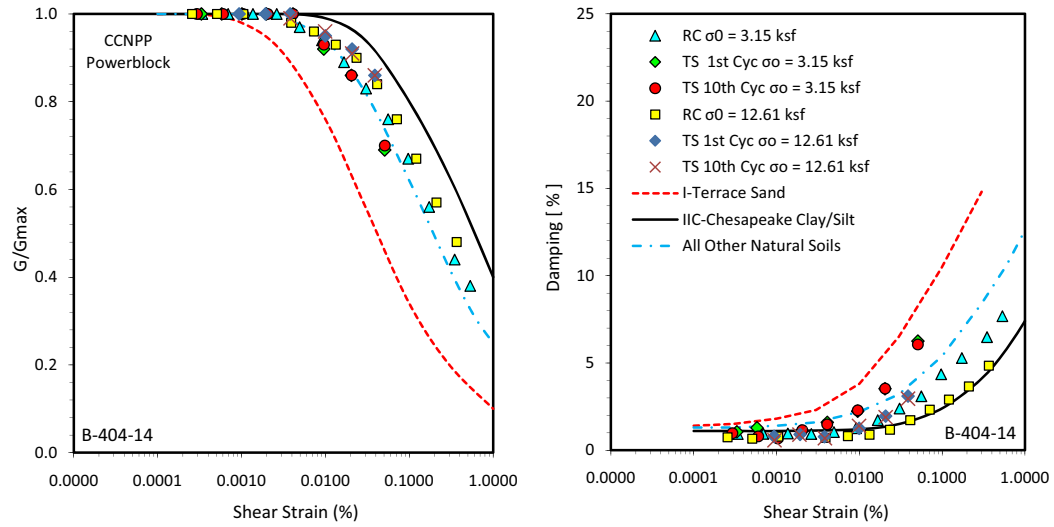 CCNPP
Powerblock
G/Gmax
1.0
0.8
0.6
0.4
0.2
0.0
B-404-14
0.0000 0.0001 0.0010 0.0100 0.1000 1.0000
Shear Strain (%)
Damping [ % ]
25
20
15
10
5
0
RC σ0 = 3.15 ksf
TS 1st Cyc σo = 3.15 ksf
TS 10th Cyc σo = 3.15 ksf
RC σ0 = 12.61 ksf
TS 1st Cyc σo = 12.61 ksf
TS 10th Cyc σo = 12.61 ksf
I-Terrace Sand
IIC-Chesapeake Clay/Silt
All Other Natural Soils
B-404-14
0.0000 0.0001 0.0010 0.0100 0.1000 1.0000
Shear Strain (%)